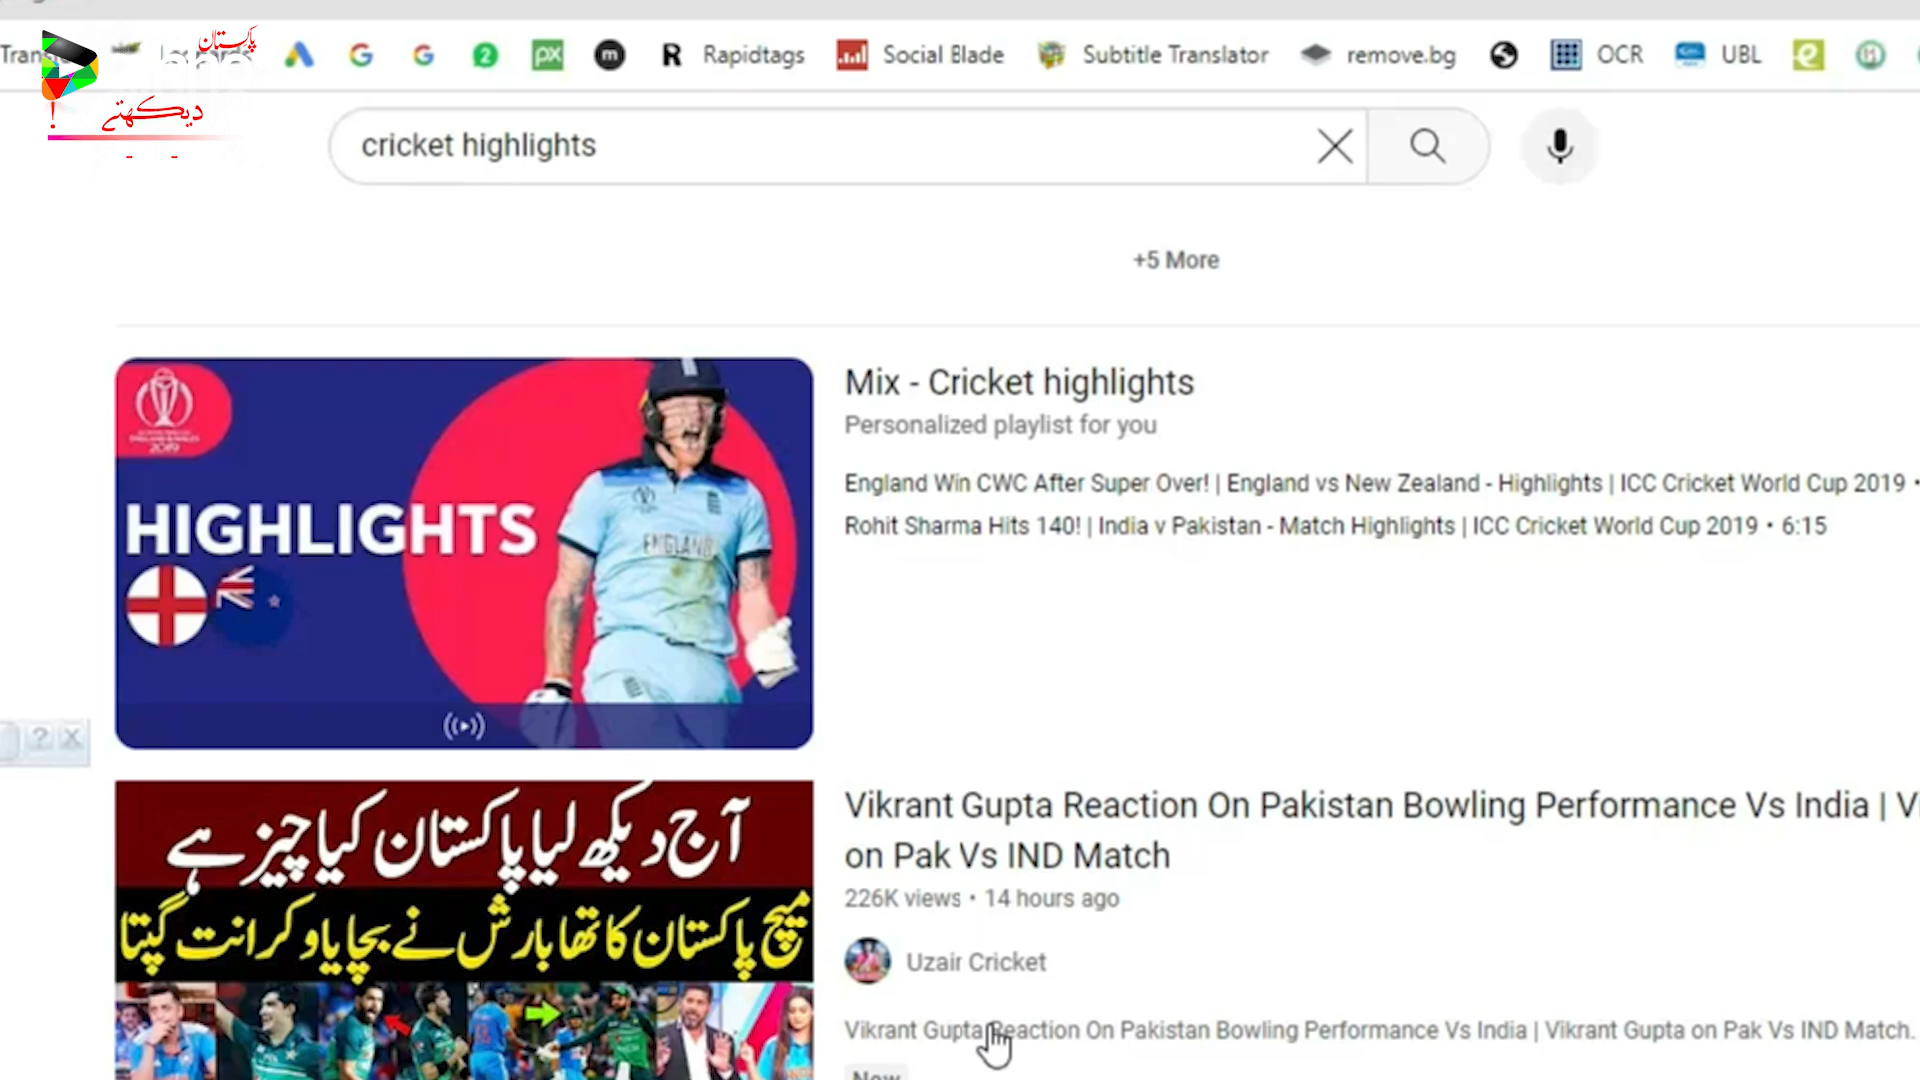 پاکستان
دیکھتے
!
Rapidtags
Social Blade
Subtitle Translator
remove.bg
OCR
UBL
cricket highlights
+5 More
2019
HIGHLIGHTS
ENGLAND
Mix - Cricket highlights
Personalized playlist for you
England Win CWC After Super Over! | England vs New Zealand - Highlights | ICC Cricket World Cup 2019 •
Rohit Sharma Hits 140! | India v Pakistan - Match Highlights | ICC Cricket World Cup 2019 • 6:15
آج دیکھ لیا پاکستان کیا چیز ہے
میچ پاکستان کا تھا بارش نے بچایا وکرانت گپتا
Vikrant Gupta Reaction On Pakistan Bowling Performance Vs India |
on Pak Vs IND Match
226K views • 14 hours ago
Uzair Cricket
Vikrant Gupta Reaction On Pakistan Bowling Performance Vs India | Vikrant Gupta on Pak Vs IND Match.
New